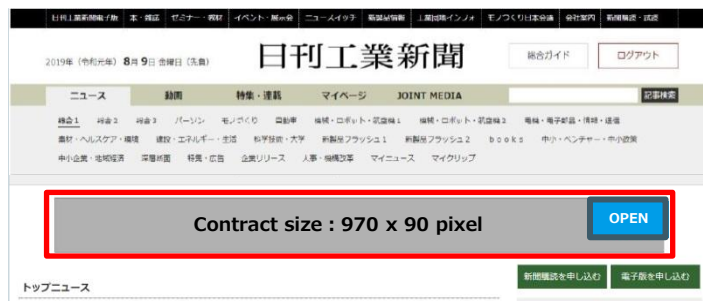 日刊工業新聞電子版 本・雑誌 セミナー・教材 イベント・展示会 ニュースイッチ 新製品情報 工業団地インフォ モノづくり日本会議 会社案内 新聞購読・試読
2019年 (令和元年) 8月 9日 金曜日 (先負)
日刊工業新聞
総合ガイド
ログアウト
ニュース 動画 特集・連載 マイページ JOINT MEDIA 記事検索
総合1 総合2 総合3 パーソン モノづくり 自動車 機械・ロボット・航空機1 機械・ロボット・航空機2 電機・電子部品・情報・通信
素材・ヘルスケア・環境 建設・エネルギー・生活 科学技術・大学 新製品フラッシュ1 新製品フラッシュ2 books 中小・ベンチャー・中小政策
中小企業・地域経済 深層断面 特集・広告 企業リリース 人事・機構改革 マイニュース マイクリップ
Contract size : 970 x 90 pixel
OPEN
新聞購読を申し込む 電子版を申し込む
トップニュース